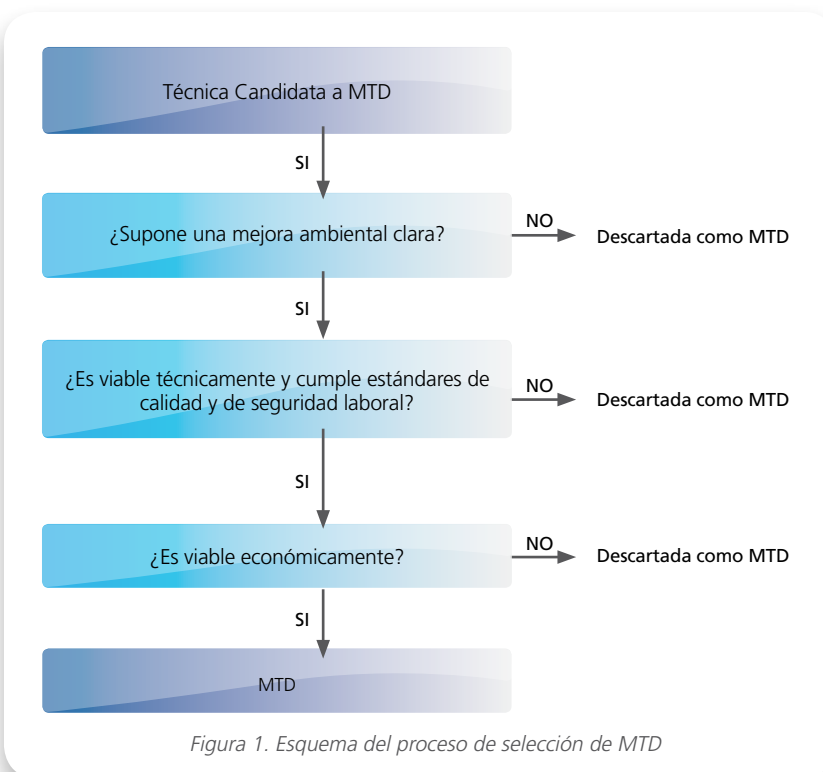 Técnica Candidata a MTD
SI
¿Supone una mejora ambiental clara?
NO
Descartada como MTD
SI
¿Es viable técnicamente y cumple estándares de
calidad y de seguridad laboral?
NO
Descartada como MTD
SI
¿Es viable económicamente?
NO
Descartada como MTD
SI
MTD
Figura 1. Esquema del proceso de selección de MTD